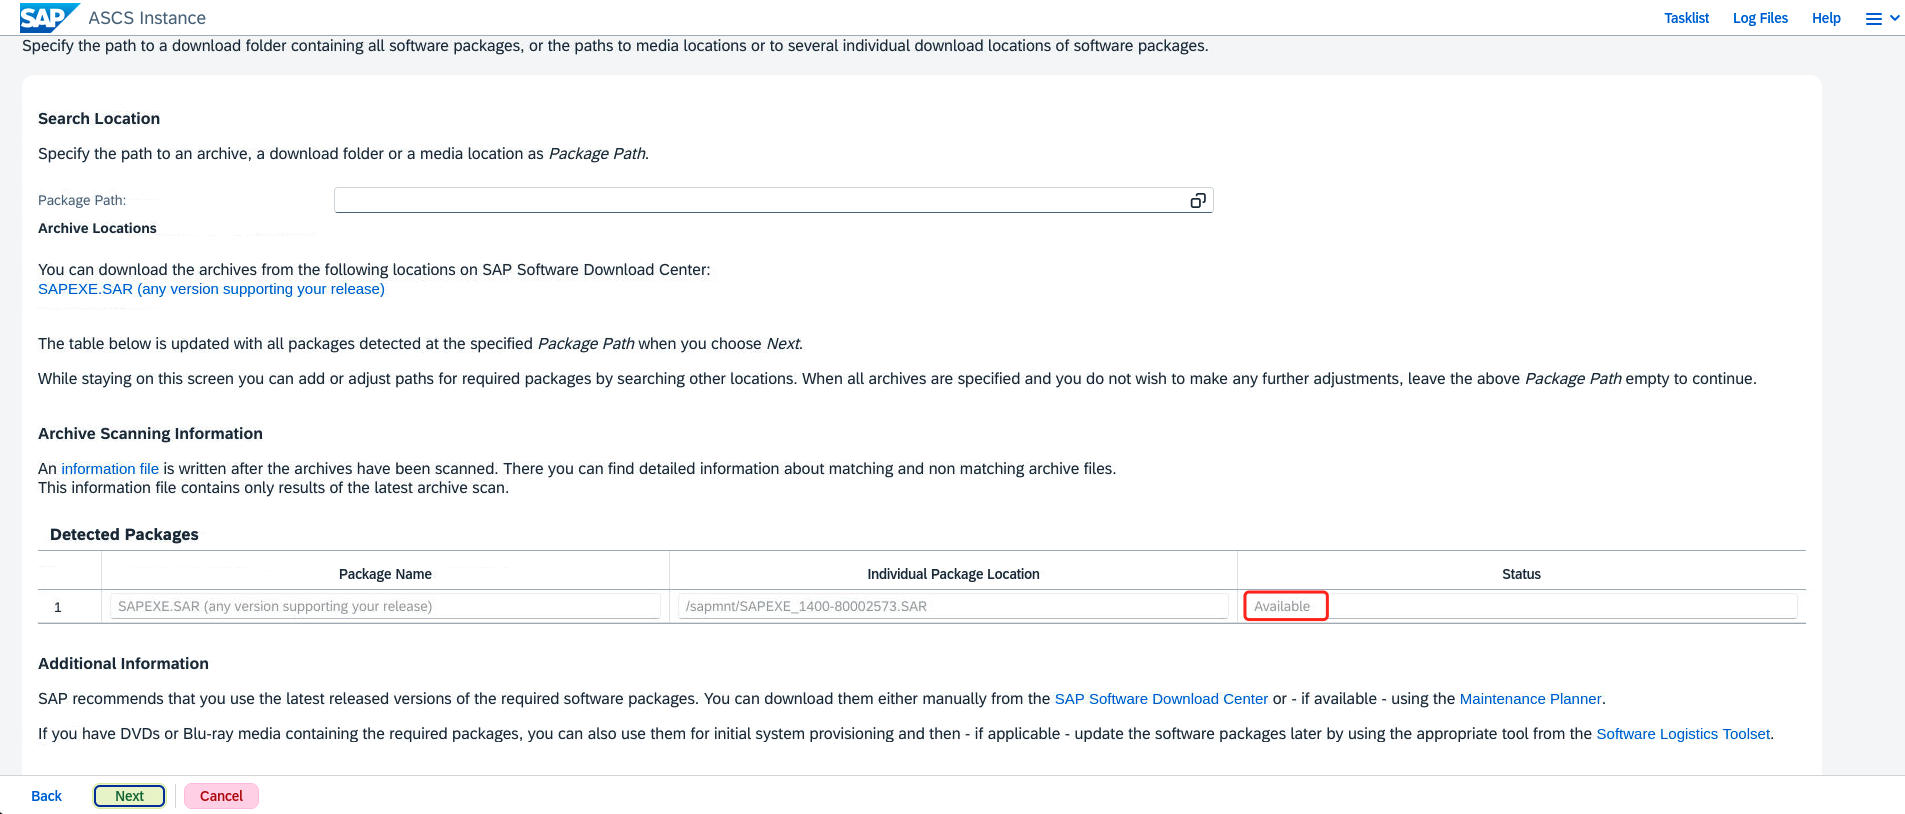 SAP ASCS Instance Tasklist Log Files Help
Specify the path to a download folder containing all software packages, or the paths to media locations or to several individual download locations of software packages.
Search Location
Specify the path to an archive, a download folder or a media location as Package Path.
Package Path:
Archive Locations
You can download the archives from the following locations on SAP Software Download Center:
SAPEXE.SAR (any version supporting your release)
The table below is updated with all packages detected at the specified Package Path when you choose Next.
While staying on this screen you can add or adjust paths for required packages by searching other locations. When all archives are specified and you do not wish to make any further adjustments, leave the above Package Path empty to continue.
Archive Scanning Information
An information file is written after the archives have been scanned. There you can find detailed information about matching and non matching archive files.
This information file contains only results of the latest archive scan.
Detected Packages
Package Name Individual Package Location Status
1 SAPEXE.SAR (any version supporting your release) /sapmnt/SAPEXE_1400-80002573.SAR Available
Additional Information
SAP recommends that you use the latest released versions of the required software packages. You can download them either manually from the SAP Software Download Center or - if available - using the Maintenance Planner.
If you have DVDs or Blu-ray media containing the required packages, you can also use them for initial system provisioning and then - if applicable - update the software packages later by using the appropriate tool from the Software Logistics Toolset.
Back Next Cancel